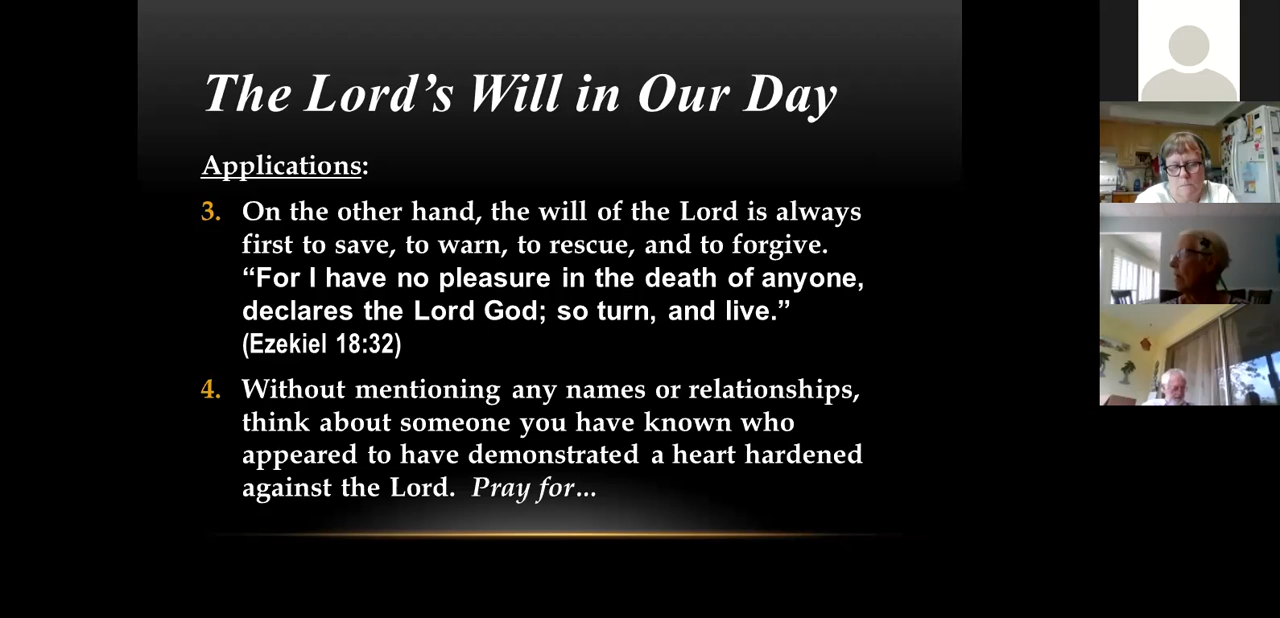 The Lord’s Will in Our Day
Applications:
3. On the other hand, the will of the Lord is always
first to save, to warn, to rescue, and to forgive.
“For I have no pleasure in the death of anyone,
declares the Lord God; so turn, and live.”
(Ezekiel 18:32)
4. Without mentioning any names or relationships,
think about someone you have known who
appeared to have demonstrated a heart hardened
against the Lord. Pray for...